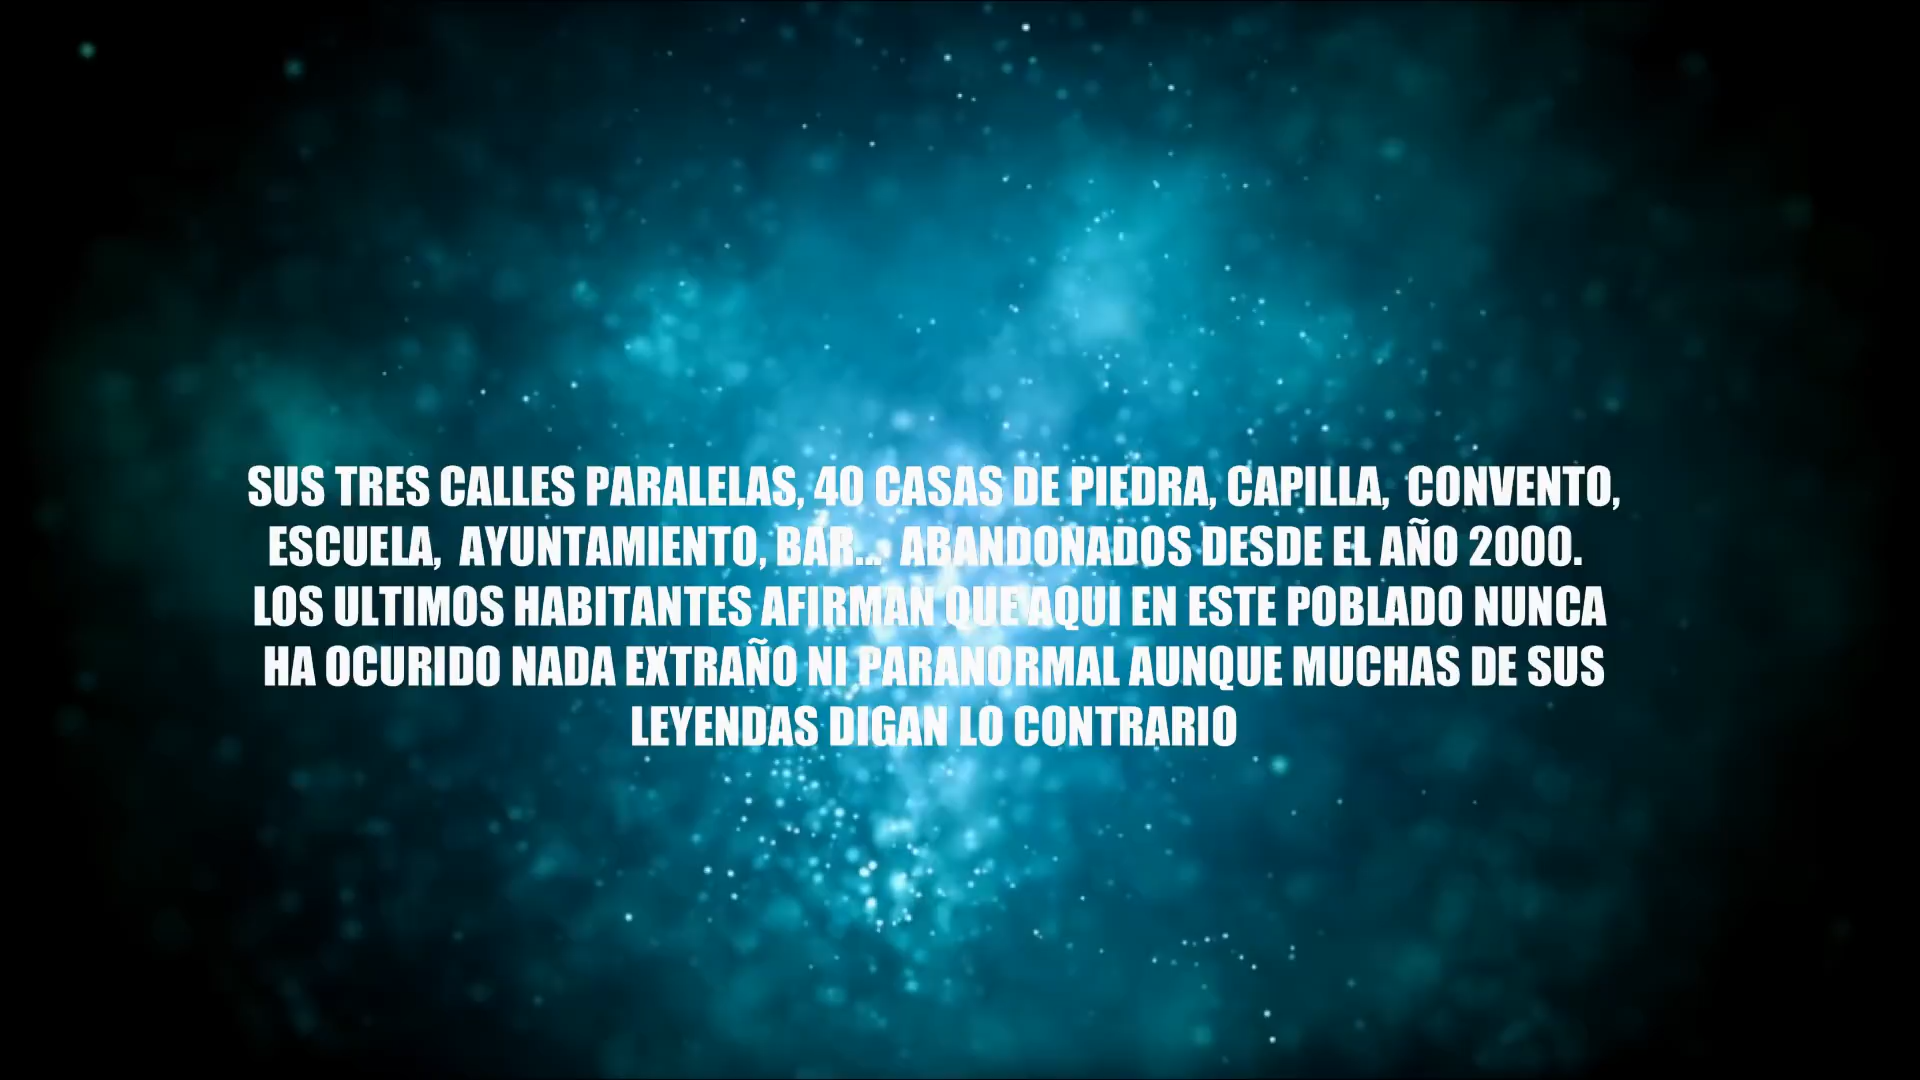 SUS TRES CALLES PARALELAS, 40 CASAS DE PIEDRA, CAPILLA, CONVENTO,
ESCUELA, AYUNTAMIENTO, BAR... ABANDONADOS DESDE EL AÑO 2000.
LOS ULTIMOS HABITANTES AFIRMAN QUE AQUI EN ESTE POBLADO NUNCA
HA OCURIDO NADA EXTRAÑO NI PARANORMAL AUNQUE MUCHAS DE SUS
LEYENDAS DIGAN LO CONTRARIO